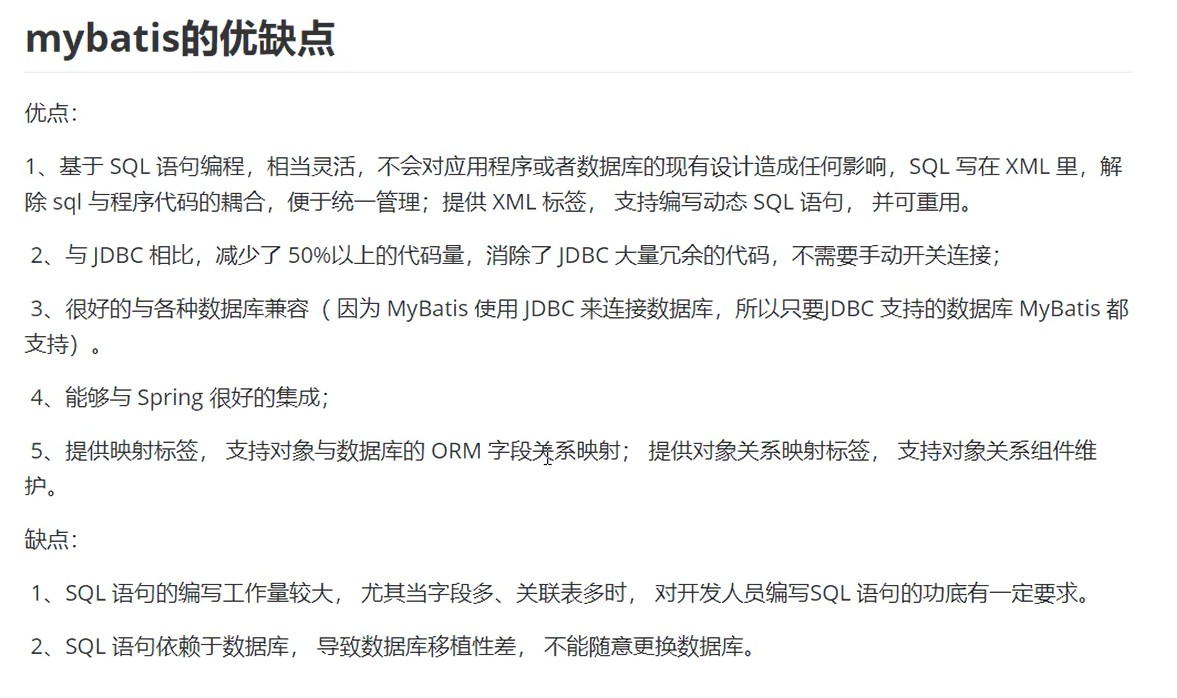 mybatis的优缺点
优点：
1、基于 SQL 语句编程，相当灵活，不会对应用程序或者数据库的现有设计造成任何影响，SQL 写在 XML 里，解
除 sql 与程序代码的耦合，便于统一管理；提供 XML 标签， 支持编写动态 SQL 语句， 并可重用。
2、与 JDBC 相比，减少了 50%以上的代码量，消除了 JDBC 大量冗余的代码，不需要手动开关连接；
3、很好的与各种数据库兼容（ 因为 MyBatis 使用 JDBC 来连接数据库，所以只要JDBC 支持的数据库 MyBatis 都
支持）。
4、能够与 Spring 很好的集成；
5、提供映射标签， 支持对象与数据库的 ORM 字段关系映射； 提供对象关系映射标签， 支持对象关系组件维
护。
缺点：
1、SQL 语句的编写工作量较大， 尤其当字段多、关联表多时， 对开发人员编写SQL 语句的功底有一定要求。
2、SQL 语句依赖于数据库， 导致数据库移植性差， 不能随意更换数据库。